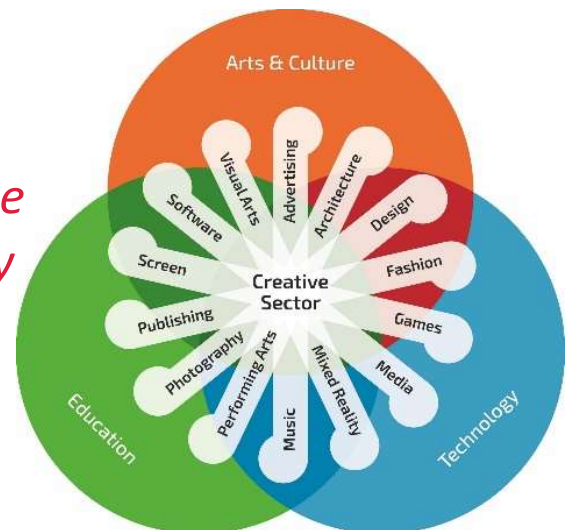 Arts & Culture
Visual Arts
Advertising
Architecture
Software
Design
Screen
Fashion
Creative
Sector
Publishing
Games
Photography
Media
Performing Arts
Mixed Reality
Music
Education
Technology